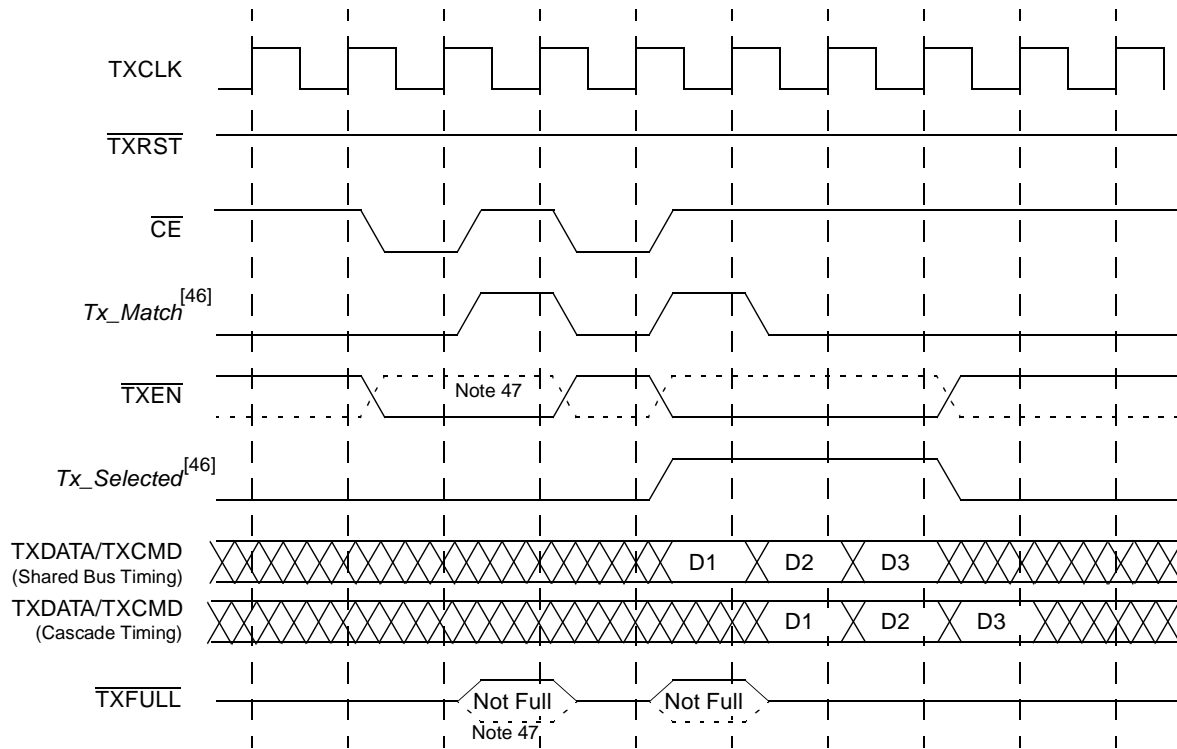 TXCLK
TXRST
CE
Tx_Match[46]
TXEN
Note 47
Tx_Selected[46]
TXDATA/TXCMD
(Shared Bus Timing)
D1 D2 D3
TXDATA/TXCMD
(Cascade Timing)
D1 D2 D3
TXFULL
Not Full Not Full
Note 47